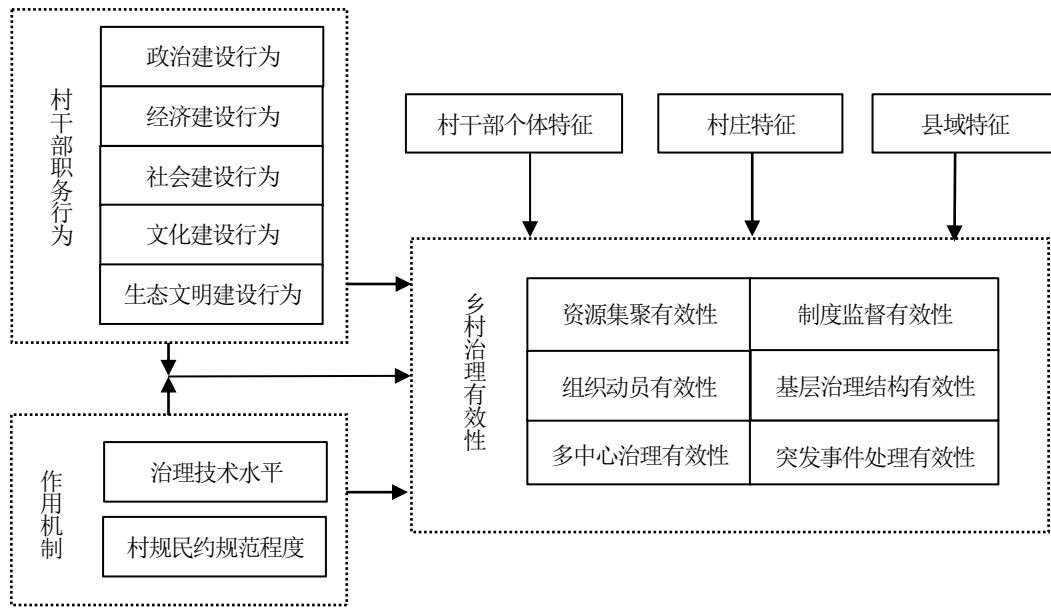 村干部职务行为
政治建设行为
经济建设行为
社会建设行为
文化建设行为
生态文明建设行为
村干部个体特征
村庄特征
县域特征
乡村治理有效性
资源集聚有效性
制度监督有效性
组织动员有效性
基层治理结构有效性
多中心治理有效性
突发事件处理有效性
作用机制
治理技术水平
村规民约规范程度